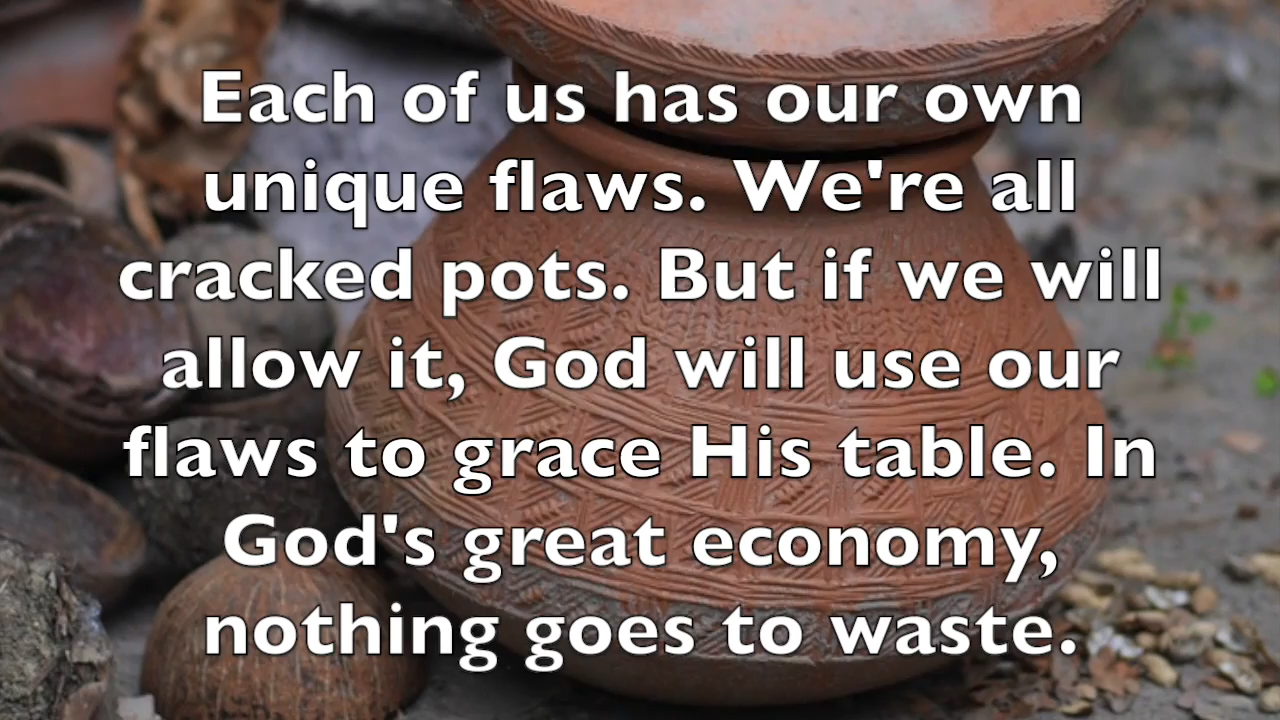 Each of us has our own
unique flaws. We're all
cracked pots. But if we will
allow it, God will use our
flaws to grace His table. In
God's great economy,
nothing goes to waste.